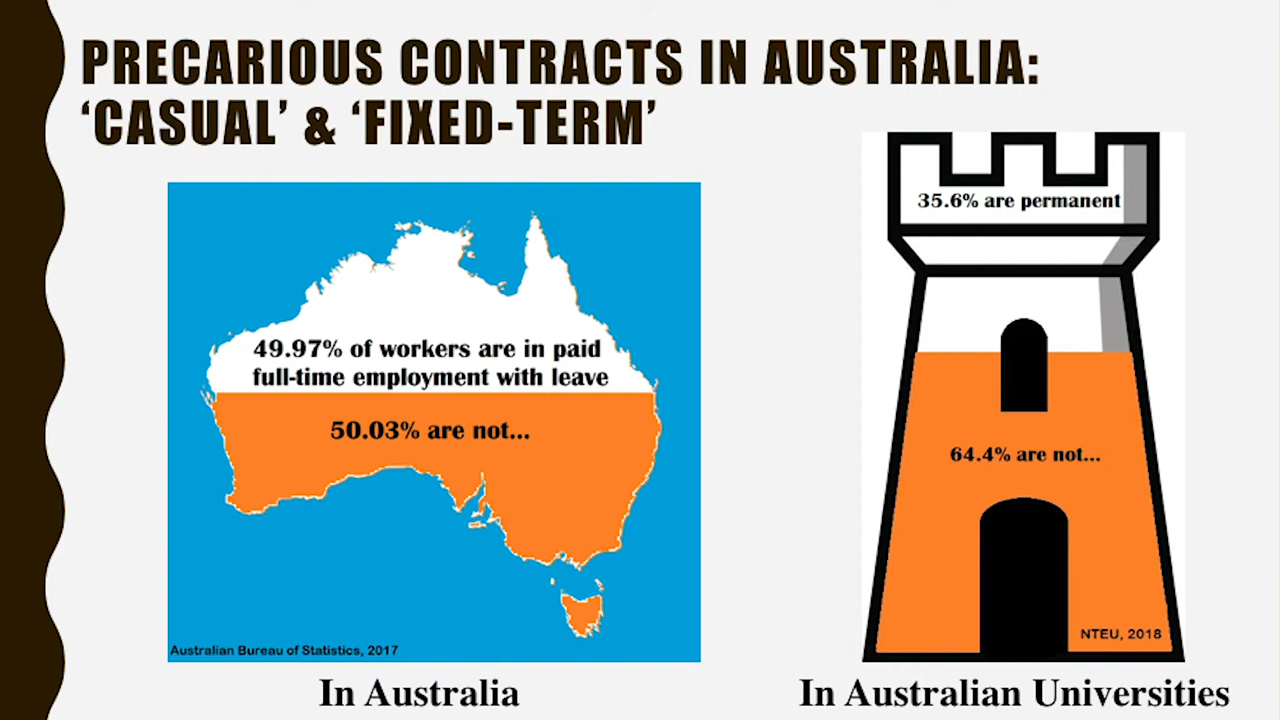 PRECARIOUS CONTRACTS IN AUSTRALIA:
‘CASUAL’ & ‘FIXED-TERM’
49.97% of workers are in paid
full-time employment with leave
50.03% are not...
Australian Bureau of Statistics, 2017
In Australia
35.6% are permanent
64.4% are not...
NTEU, 2018
In Australian Universities